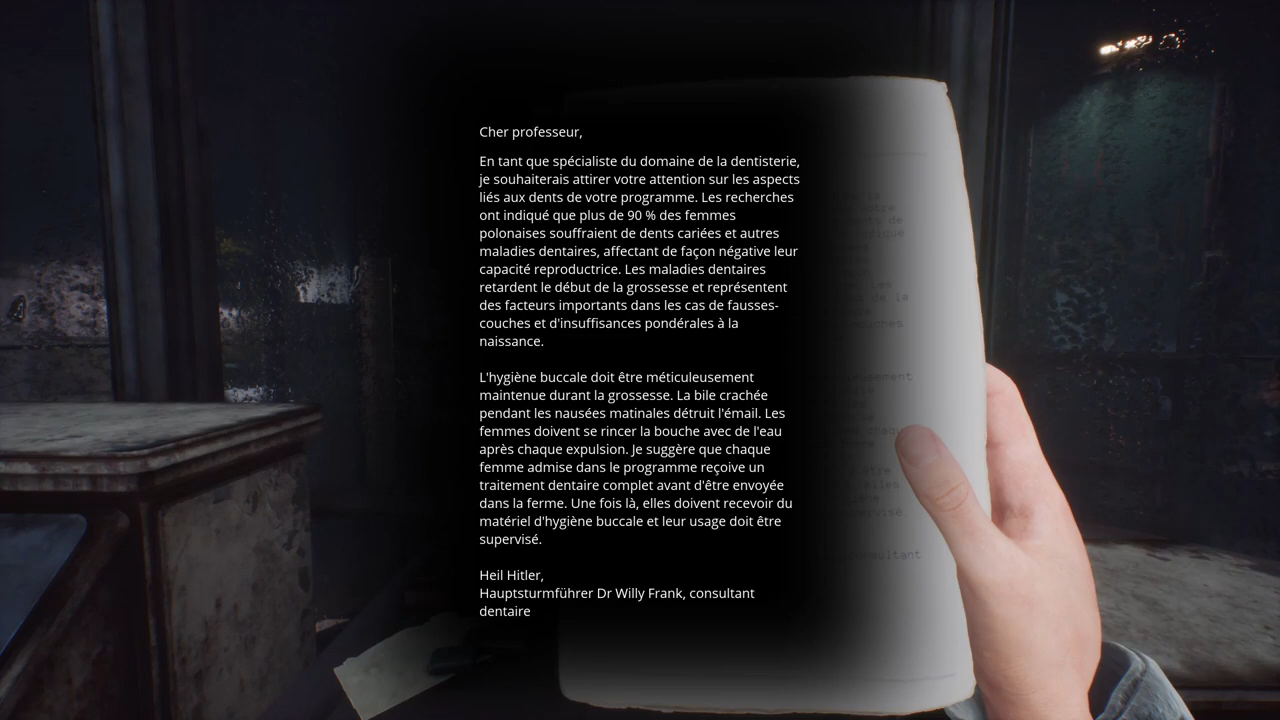 Cher professeur,
En tant que spécialiste du domaine de la dentisterie,
je souhaiterais attirer votre attention sur les aspects
liés aux dents de votre programme. Les recherches
ont indiqué que plus de 90 % des femmes
polonaises souffraient de dents cariées et autres
maladies dentaires, affectant de façon négative leur
capacité reproductrice. Les maladies dentaires
retardent le début de la grossesse et représentent
des facteurs importants dans les cas de fausses-
couches et d'insuffisances pondérales à la
naissance.
L'hygiène buccale doit être méticuleusement
maintenue durant la grossesse. La bile crachée
pendant les nausées matinales détruit l'émail. Les
femmes doivent se rincer la bouche avec de l'eau
après chaque expulsion. Je suggère que chaque
femme admise dans le programme reçoive un
traitement dentaire complet avant d'être envoyée
dans la ferme. Une fois là, elles doivent recevoir du
matériel d'hygiène buccale et leur usage doit être
supervisé.
Heil Hitler,
Hauptsturmführer Dr Willy Frank, consultant
dentaire